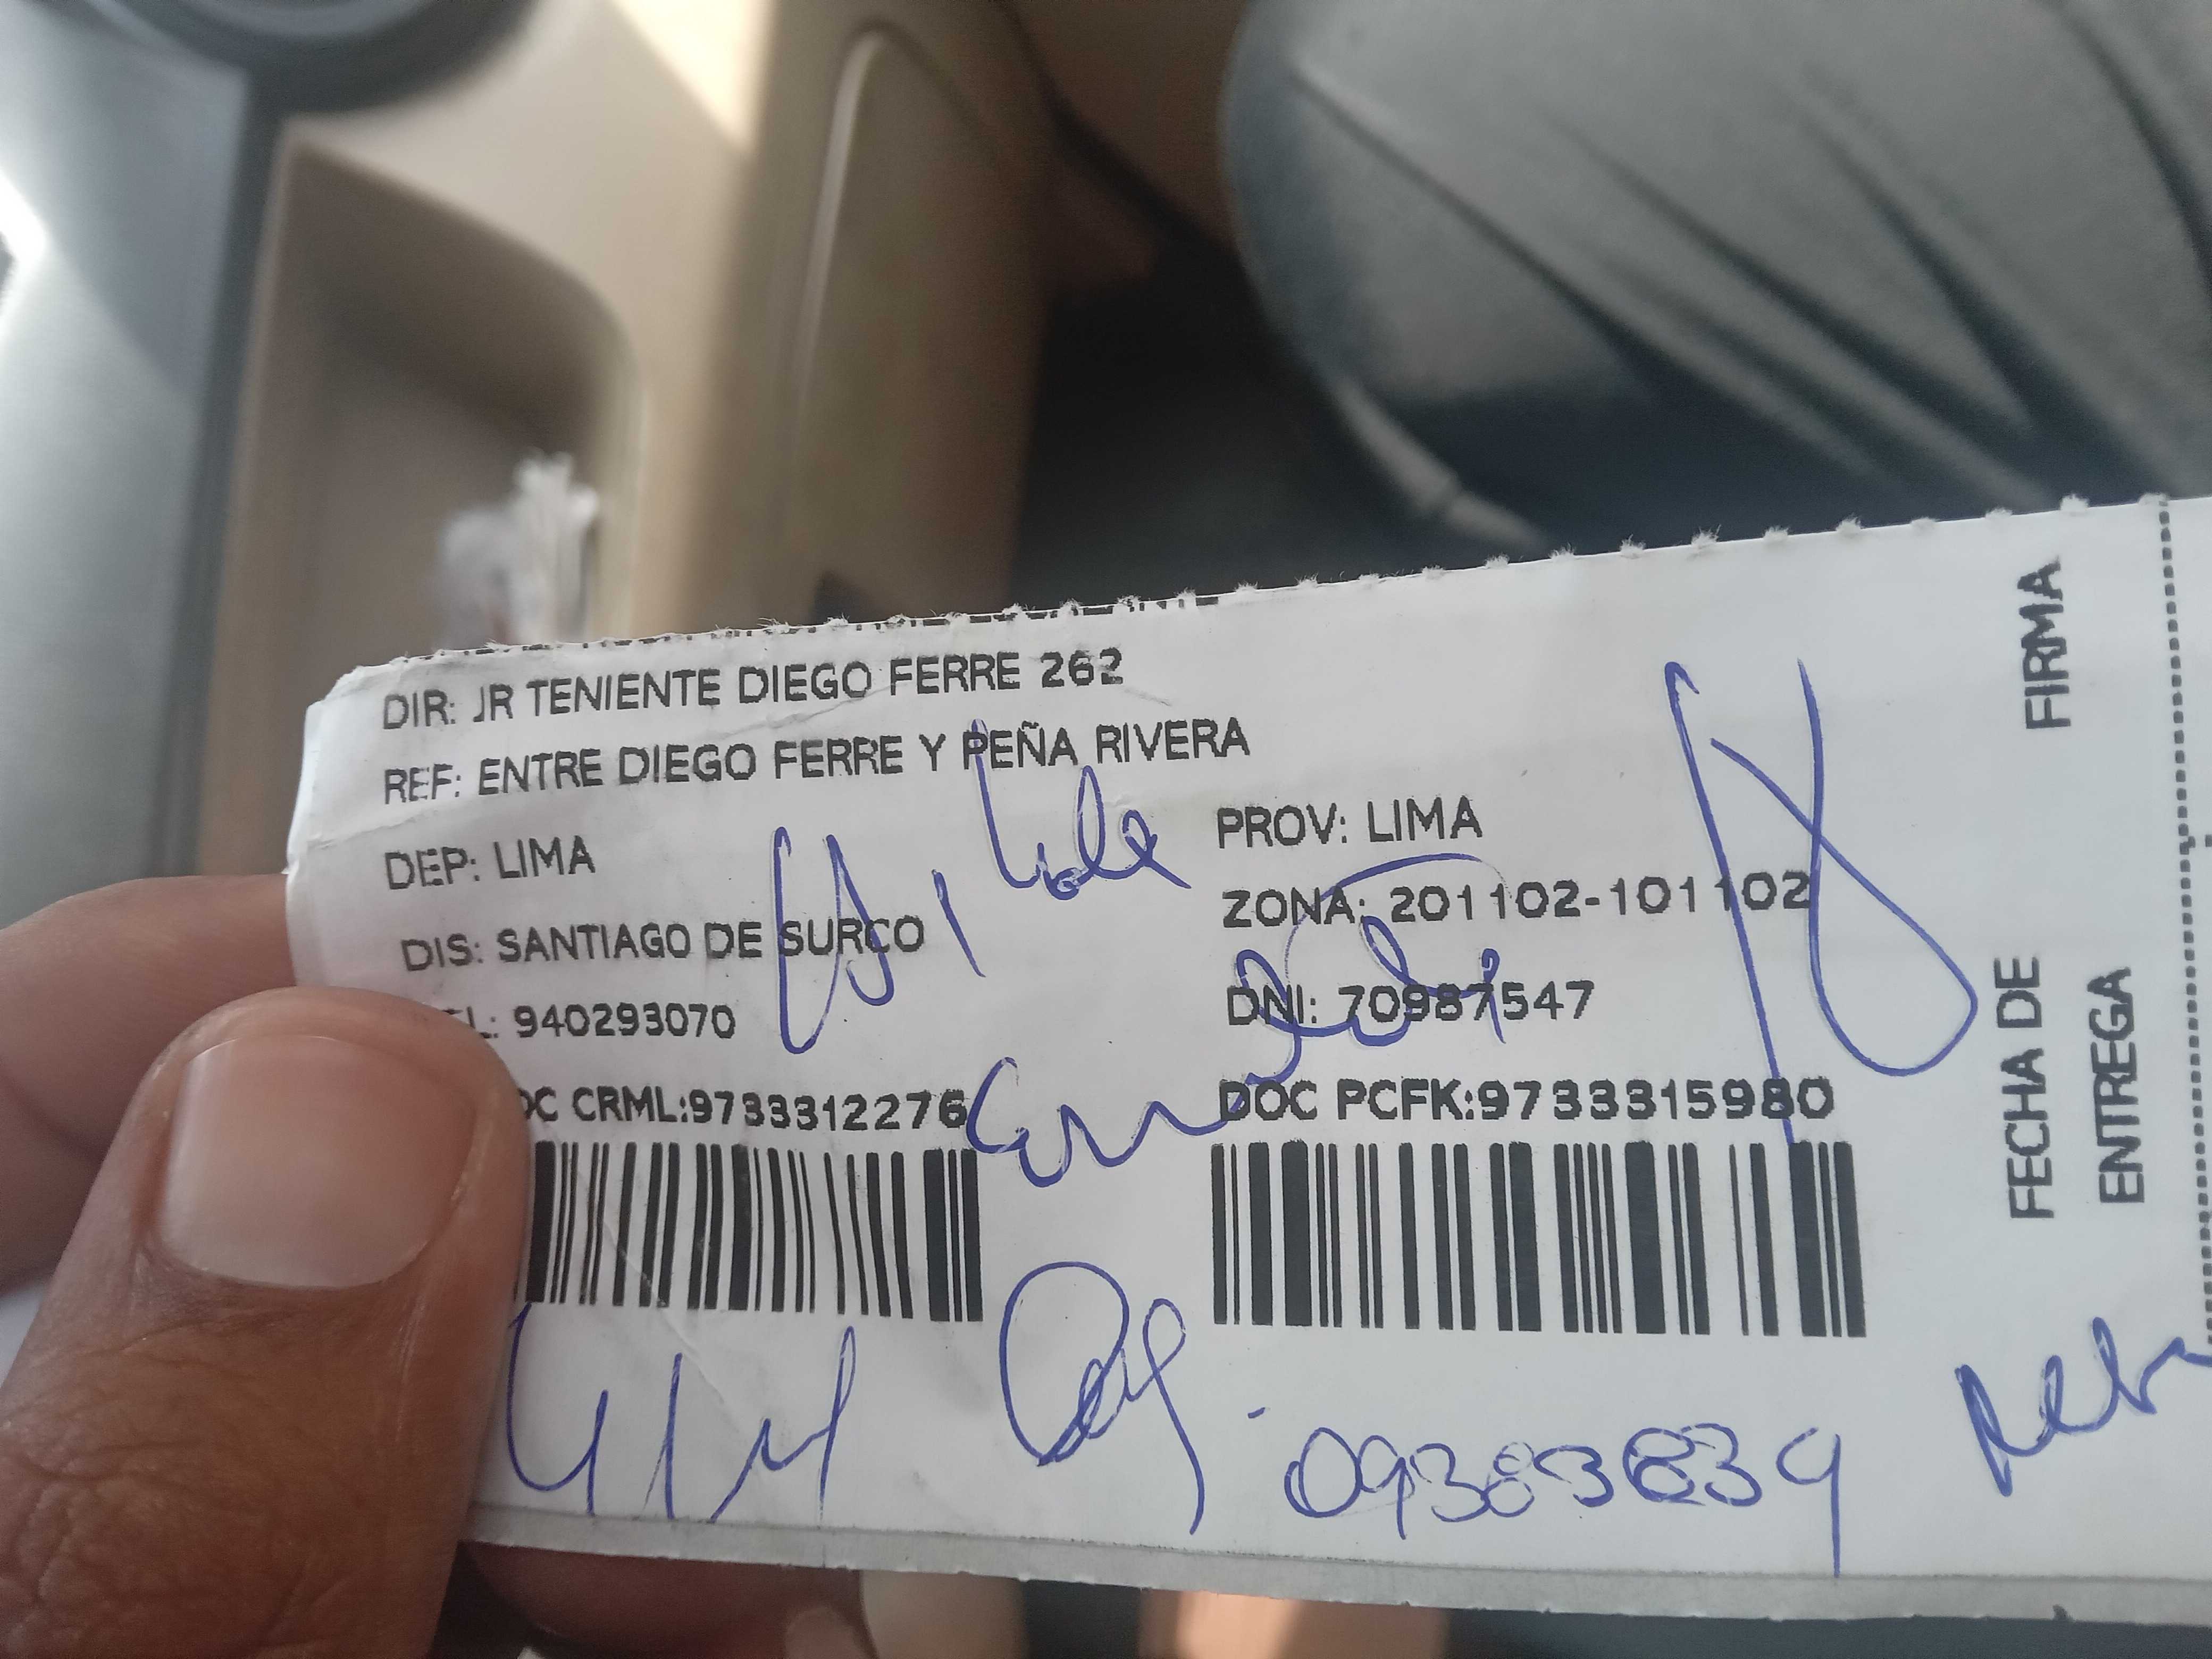 DIR: JR TENIENTE DIEGO FERRE 262
REF: ENTRE DIEGO FERRE Y PEÑA RIVERA
DEP: LIMA
PROV: LIMA
DIS: SANTIAGO DE SURCO
ZONA: 201102-101102
L: 940293070
DNI: 70987547
OC CRML:9733312276
DOC PCFK:9733315980
09383839
FIRMA
FECHA DE
ENTREGA